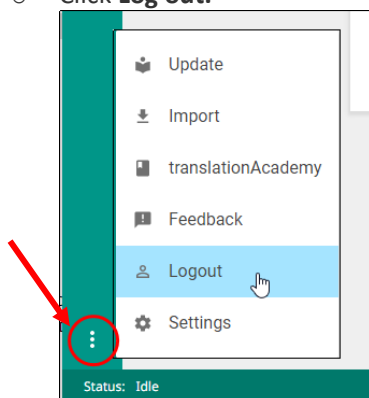 Click Log out.
Update
Import
translationAcademy
Feedback
Logout
Settings
Status: Idle